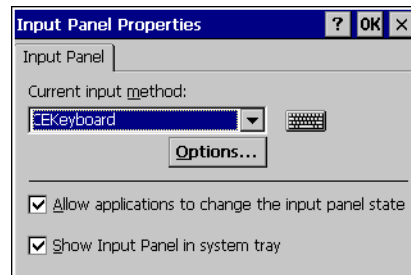 Input Panel Properties ? OK ×
Input Panel
Current input method:
CEKeyboard
Options...
Allow applications to change the input panel state
Show Input Panel in system tray